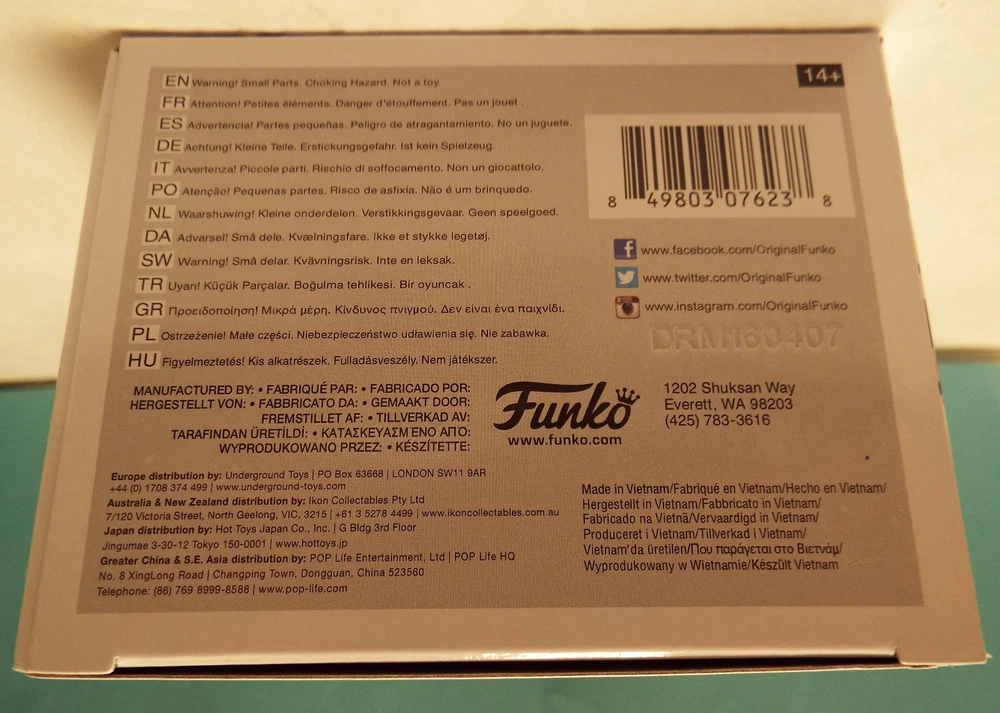 14+
EN Warning! Small Parts. Choking Hazard. Not a toy
FR Attention! Petites éléments. Danger d'étouffement. Pas un jouet .
ES Advertencia! Partes pequeñas. Peligro de atragantamiento. No un juguete.
DE Achtung! Kleine Teile. Erstickungsgefahr. Ist kein Spielzeug.
IT Avvertenza! Piccole parti. Rischio di soffocamento. Non un giocattolo.
PO Atenção! Pequenas partes. Risco de asfixia. Não é um brinquedo.
NL Waarshuwing! Kleine onderdelen. Verstikkingsgevaar. Geen speelgoed.
DA Advarsel! Små dele. Kvælningsfare. Ikke et stykke legetøj.
SW Warning! Små delar. Kvävningsrisk. Inte en leksak.
TR Uyarı! Küçük Parçalar. Boğulma tehlikesi. Bir oyuncak .
GR Προειδοποίηση! Μικρά μέρη. Κίνδυνος πνιγμού. Δεν είναι ένα παιχνίδι.
PL Ostrzeżenie! Małe części. Niebezpieczeństwo udławienia się. Nie zabawka.
HU Figyelmeztetés! Kis alkatrészek. Fulladásveszély. Nem játékszer.
8 49803 07623 8
www.facebook.com/OriginalFunko
www.twitter.com/OriginalFunko
www.instagram.com/OriginalFunko
DRM160407
MANUFACTURED BY: • FABRIQUÉ PAR: • FABRICADO POR:
HERGESTELLT VON: • FABBRICATO DA: • GEMAAKT DOOR:
FREMSTILLET AF: • TILLVERKAD AV:
TARAFINDAN ÜRETİLDİ: • ΚΑΤΑΣΚΕΥΑΣΜ'ΕΝΟ ΑΠΌ:
WYPRODUKOWANO PRZEZ: • KÉSZÍTETTE:
Funko
www.funko.com
1202 Shuksan Way
Everett, WA 98203
(425) 783-3616
Europe distribution by: Underground Toys | PO Box 63668 | LONDON SW11 9AR
+44 (0) 1708 374 499 | www.underground-toys.com
Australia & New Zealand distribution by: Ikon Collectables Pty Ltd
7/120 Victoria Street, North Geelong, VIC, 3215 | +61 3 5278 4499 | www.ikoncollectables.com.au
Japan distribution by: Hot Toys Japan Co., Inc. | G Bldg 3rd Floor
Jingumae 3-30-12 Tokyo 150-0001 | www.hottoys.jp
Greater China & S.E. Asia distribution by: POP Life Entertainment, Ltd | POP Life HQ
No. 8 XingLong Road | Changping Town, Dongguan, China 523560
Telephone: (86) 769 8999-8588 | www.pop-life.com
Made in Vietnam/Fabriqué en Vietnam/Hecho en Vietnam/
Hergestellt in Vietnam/Fabbricato in Vietnam/
Fabricado na Vietnã/Vervaardigd in Vietnam/
Produceret i Vietnam/Tillverkad i Vietnam/
Vietnam'da üretilen/Που παράγεται στο Βιετνάμ/
Wyprodukowany w Wietnamie/Készült Vietnam